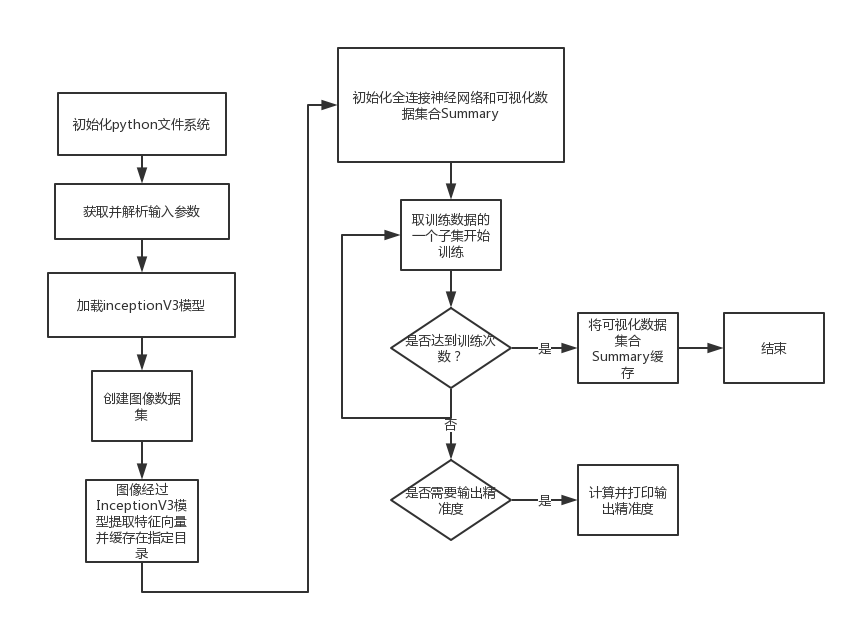 初始化python文件系统
获取并解析输入参数
加载inceptionV3模型
创建图像数据
集
图像经过
InceptionV3模
型提取特征向量
并缓存在指定目
录
初始化全连接神经网络和可视化数
据集合Summary
取训练数据的
一个子集开始
训练
是否达到训练次
数？
是
将可视化数据
集合
Summary缓
存
结束
否
是否需要输出精
准度
是
计算并打印输
出精准度